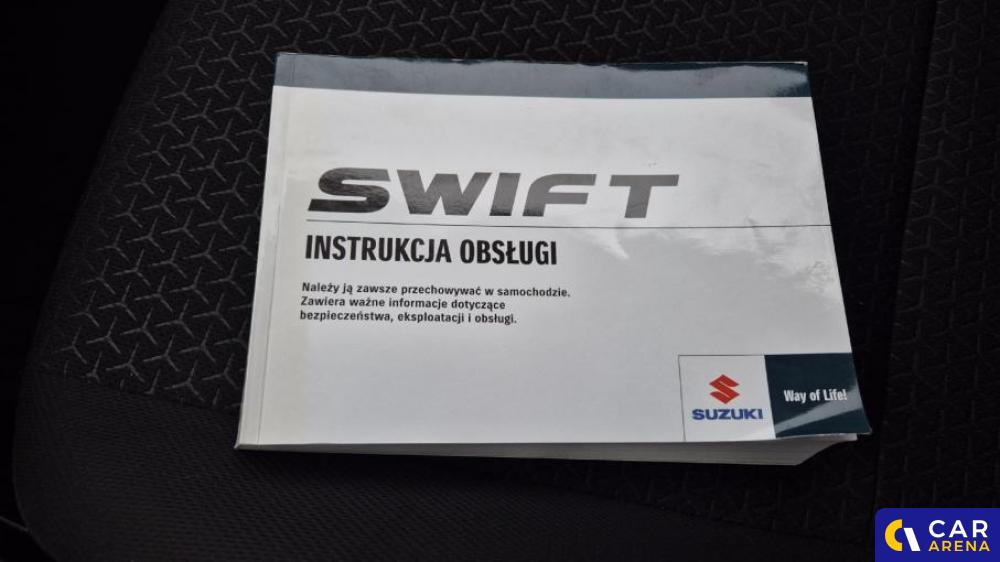 SWIFT
INSTRUKCJA OBSŁUGI
Należy ją zawsze przechowywać w samochodzie.
Zawiera ważne informacje dotyczące
bezpieczeństwa, eksploatacji i obsługi.
SUZUKI
Way of Life!
CAR
ARENA